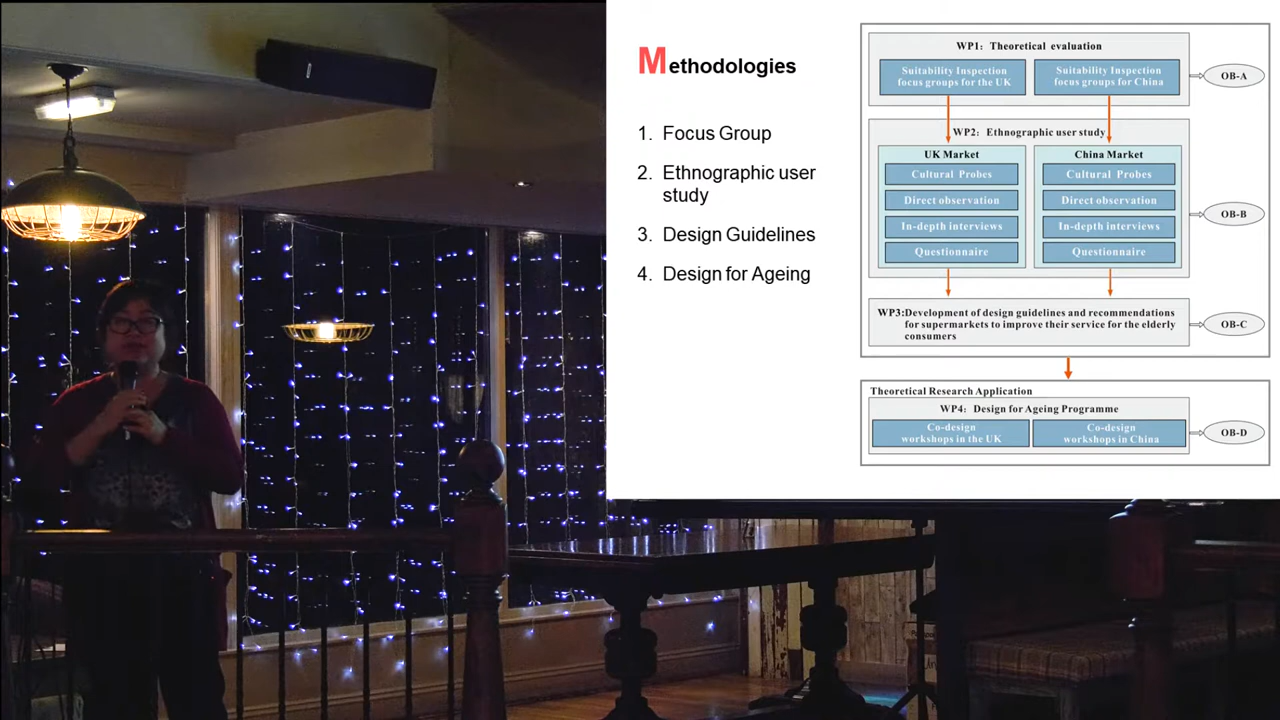 Methodologies
1. Focus Group
2. Ethnographic user
study
3. Design Guidelines
4. Design for Ageing
WP1: Theoretical evaluation
Suitability Inspection
focus groups for the UK
Suitability Inspection
focus groups for China
OB-A
WP2: Ethnographic user study
UK Market
Cultural Probes
Direct observation
In-depth interviews
Questionnaire
China Market
Cultural Probes
Direct observation
In-depth interviews
Questionnaire
OB-B
WP3:Development of design guidelines and recommendations
for supermarkets to improve their service for the elderly
consumers
OB-C
Theoretical Research Application
WP4: Design for Ageing Programme
Co-design
workshops in the UK
Co-design
workshops in China
OB-D